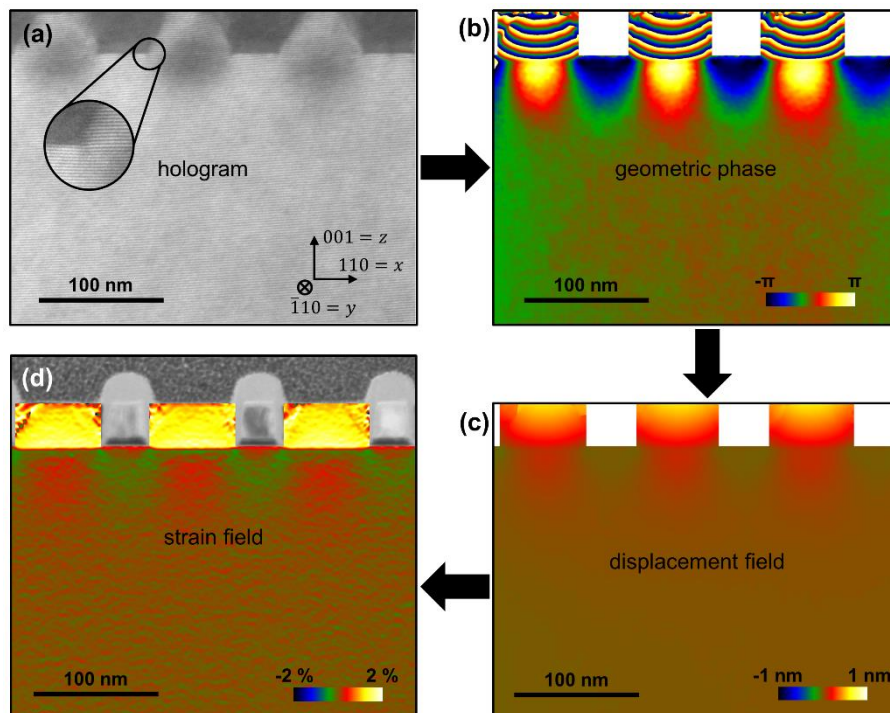 (a)
hologram
001 = z
110 = x
1̅10 = y
100 nm
(b)
geometric phase
-π π
100 nm
(d)
strain field
-2 % 2 %
100 nm
(c)
displacement field
-1 nm 1 nm
100 nm